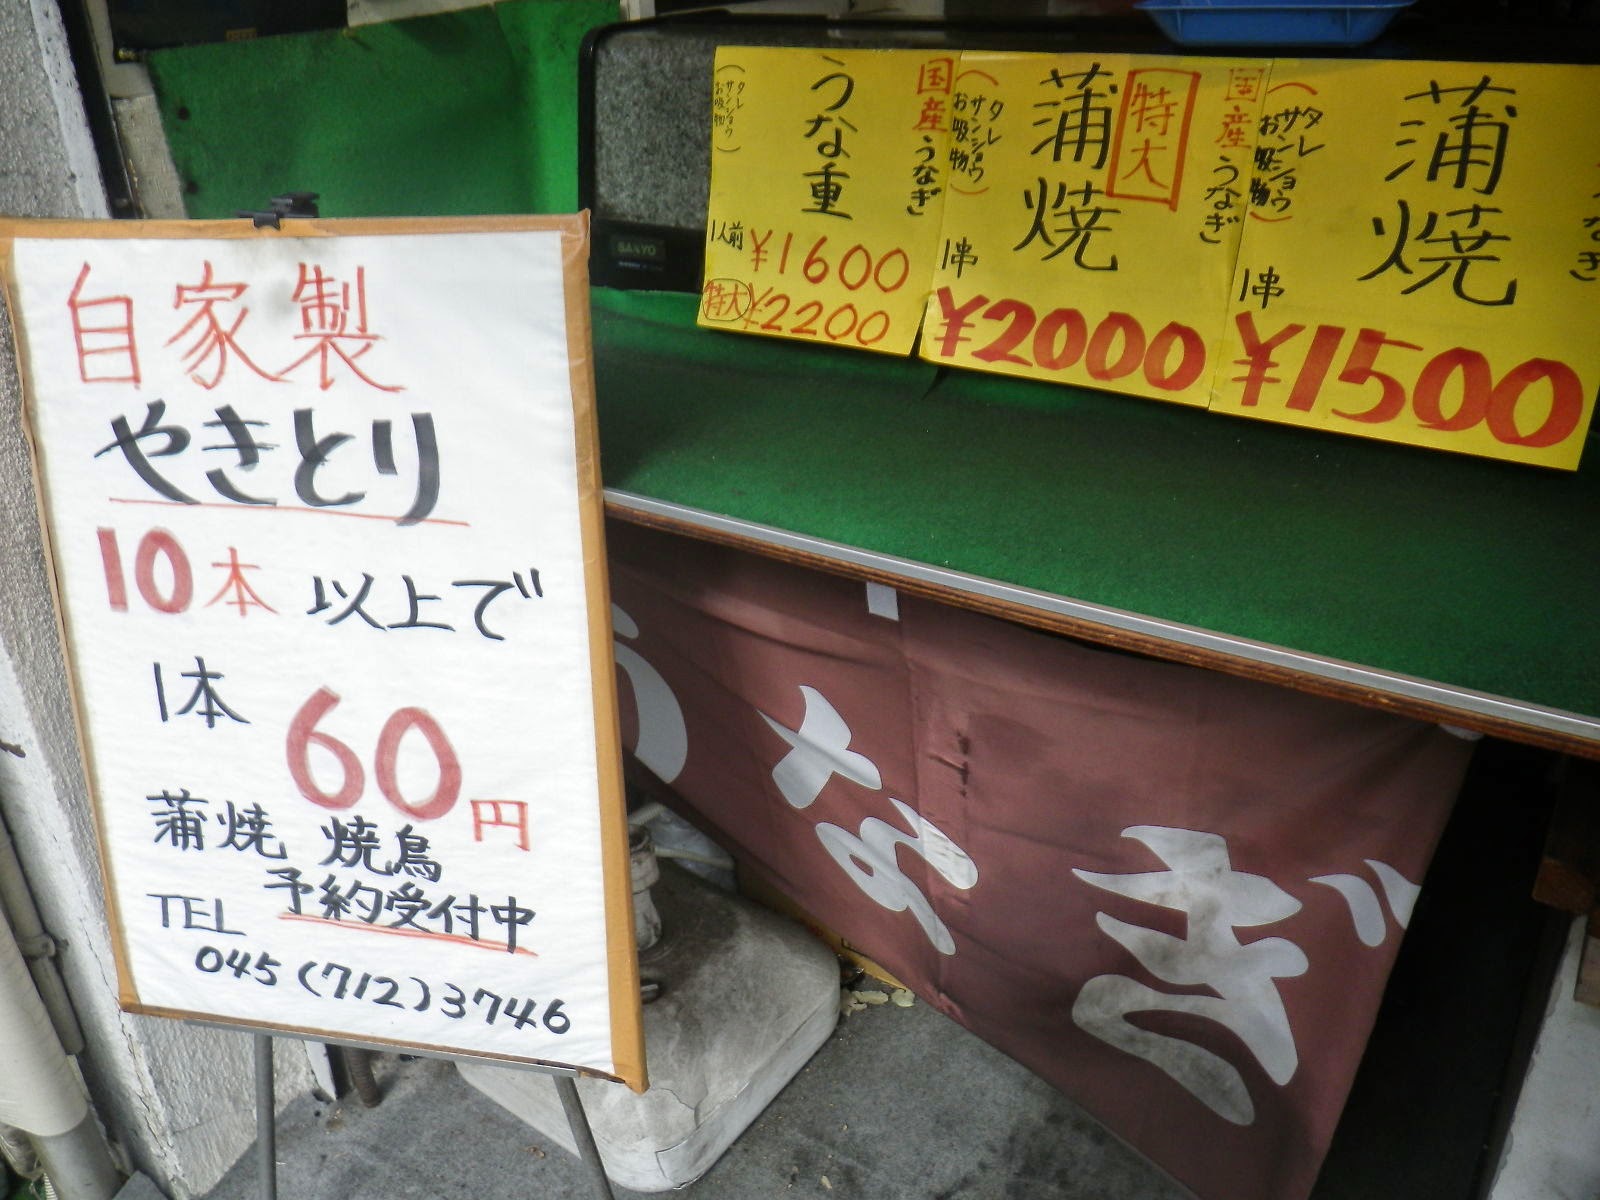 自家製
やきとり
10本以上で
1本 60円
蒲焼 焼鳥
予約受付中
TEL
045(712)3746
うな重
(タレ
サンショウ
お吸物)
1人前 ¥1600
特大 ¥2200
国産うなぎ
特大
蒲焼
(タレ
サンショウ
お吸物)
1串
¥2000
国産うなぎ
蒲焼
(タレ
サンショウ
お吸物)
1串
¥1500
なぎ
SANYO
うなぎ